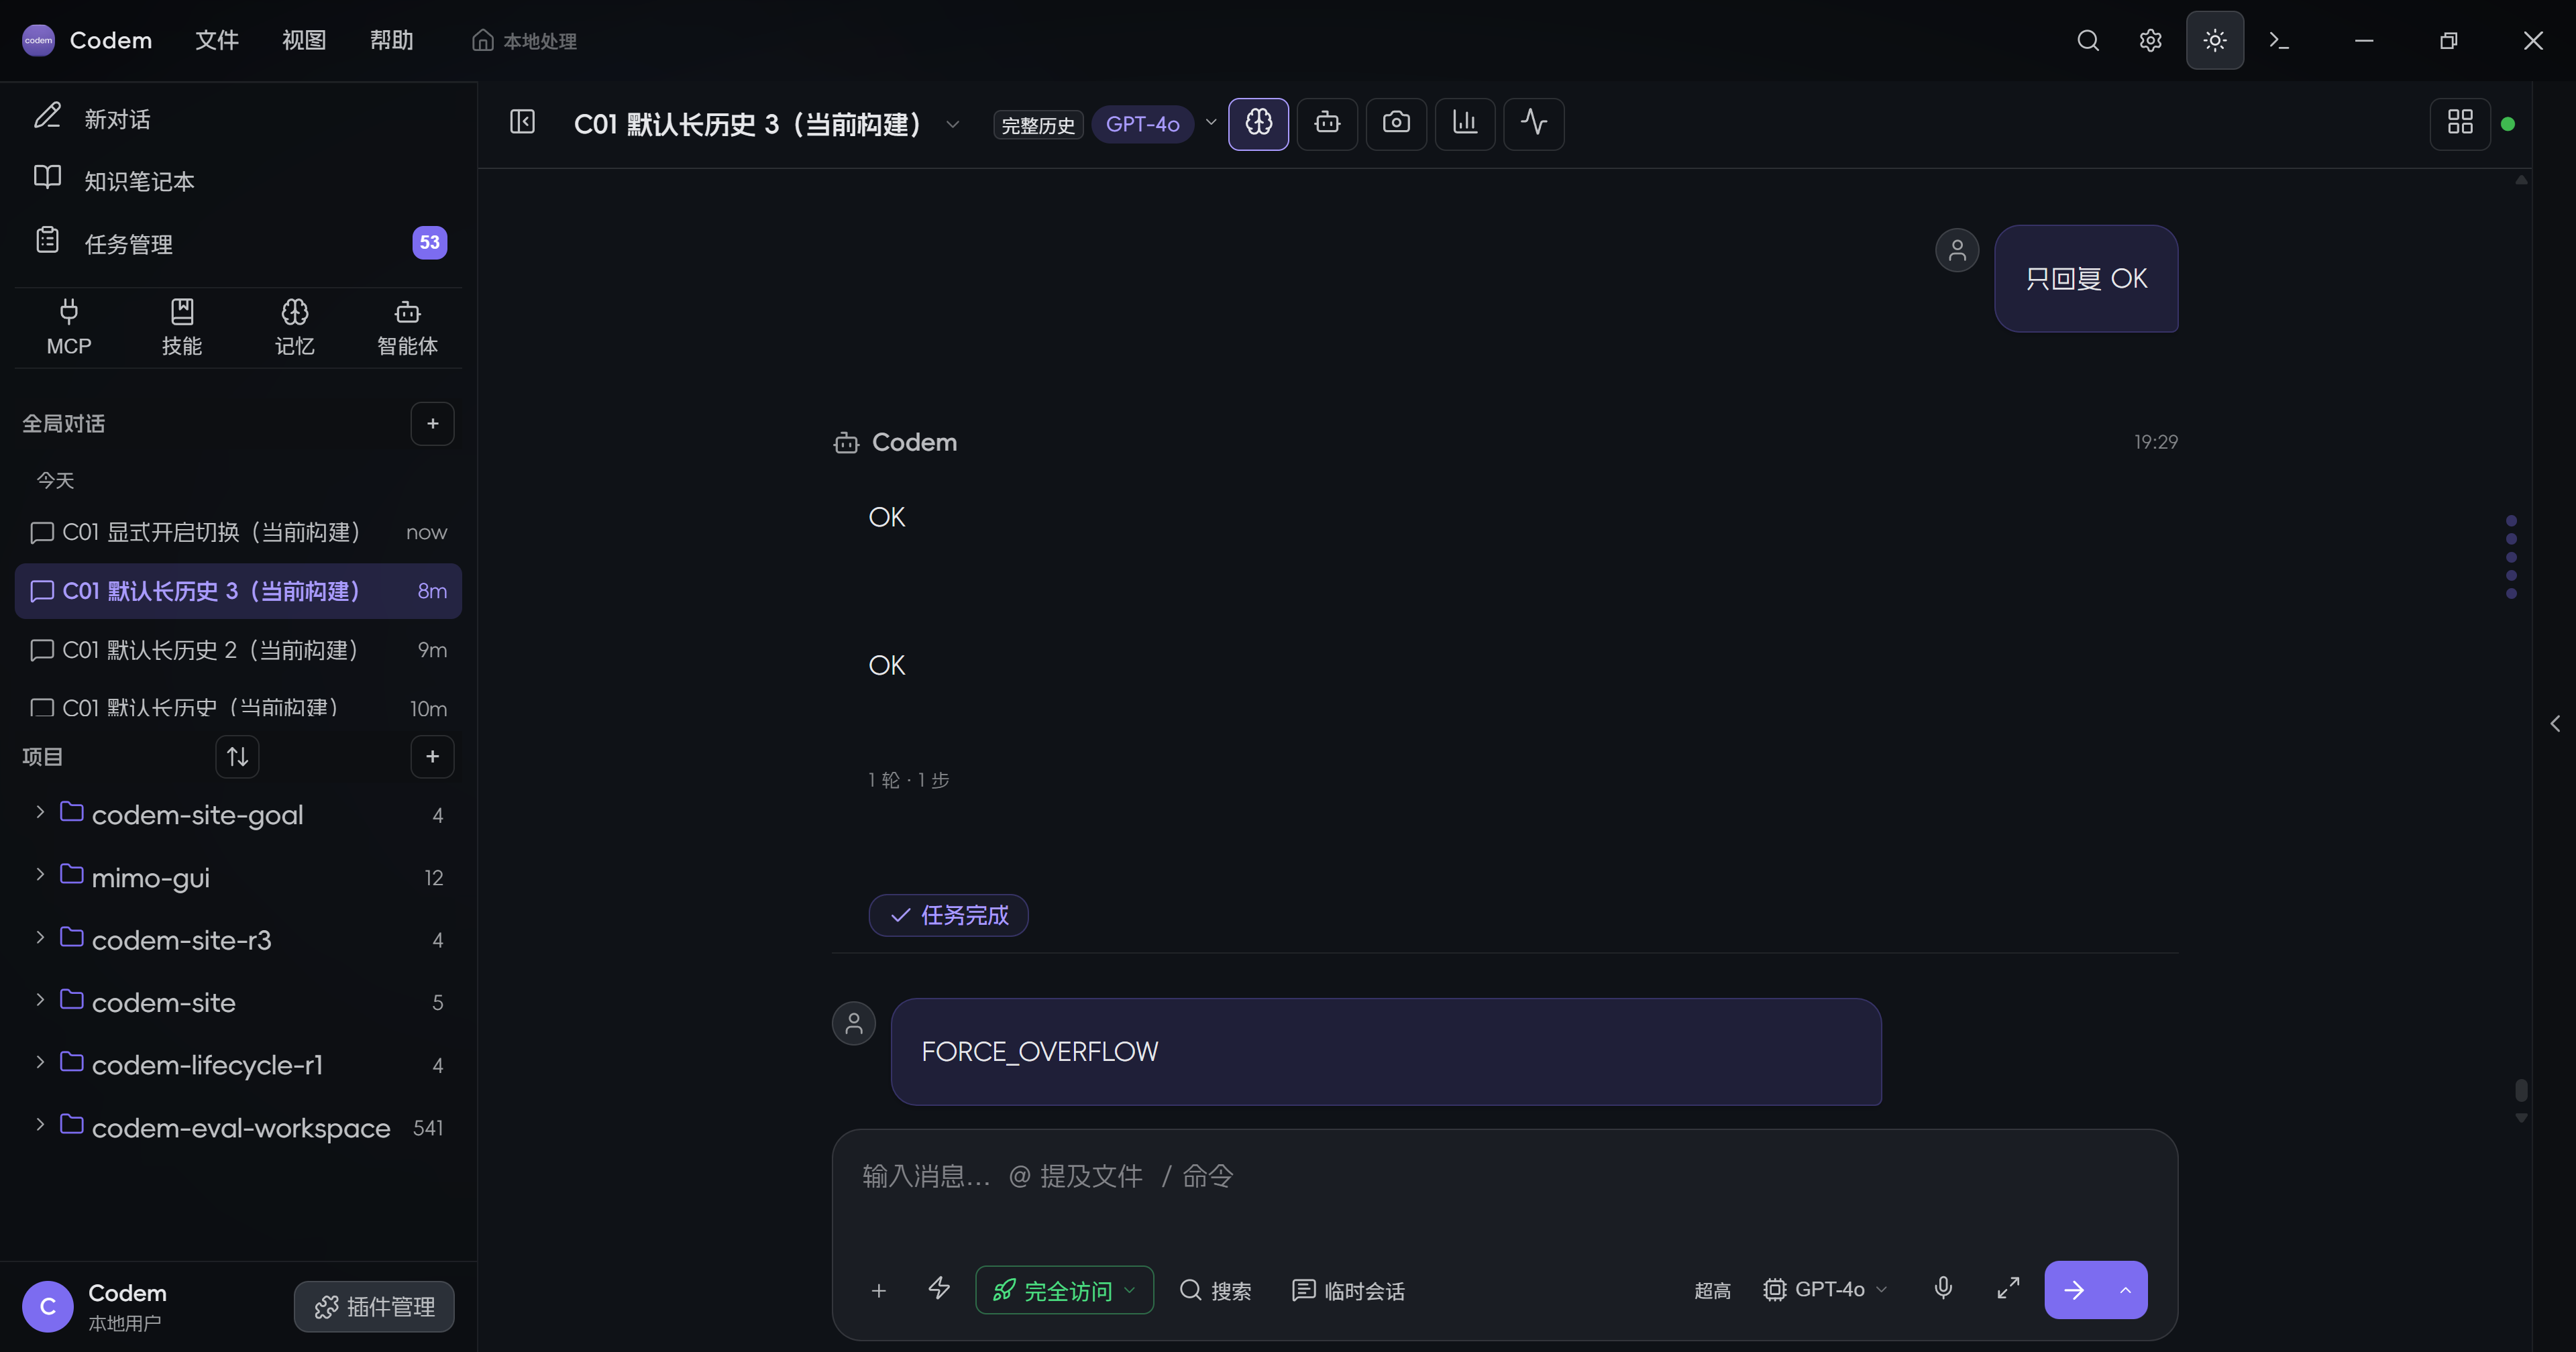 codem Codem 文件 视图 帮助 本地处理
新对话
知识笔记本
任务管理 53
MCP 技能 记忆 智能体
全局对话 +
今天
C01 显式开启切换（当前构建） now
C01 默认长历史 3（当前构建） 8m
C01 默认长历史 2（当前构建） 9m
C01 默认长历史（当前构建） 10m
项目 +
codem-site-goal 4
mimo-gui 12
codem-site-r3 4
codem-site 5
codem-lifecycle-r1 4
codem-eval-workspace 541
C Codem
本地用户
插件管理
C01 默认长历史 3（当前构建） 完整历史 GPT-4o
只回复 OK
Codem 19:29
OK
OK
1 轮 · 1 步
任务完成
FORCE_OVERFLOW
输入消息... @ 提及文件 / 命令
+ 完全访问 搜索 临时会话 超高 GPT-4o